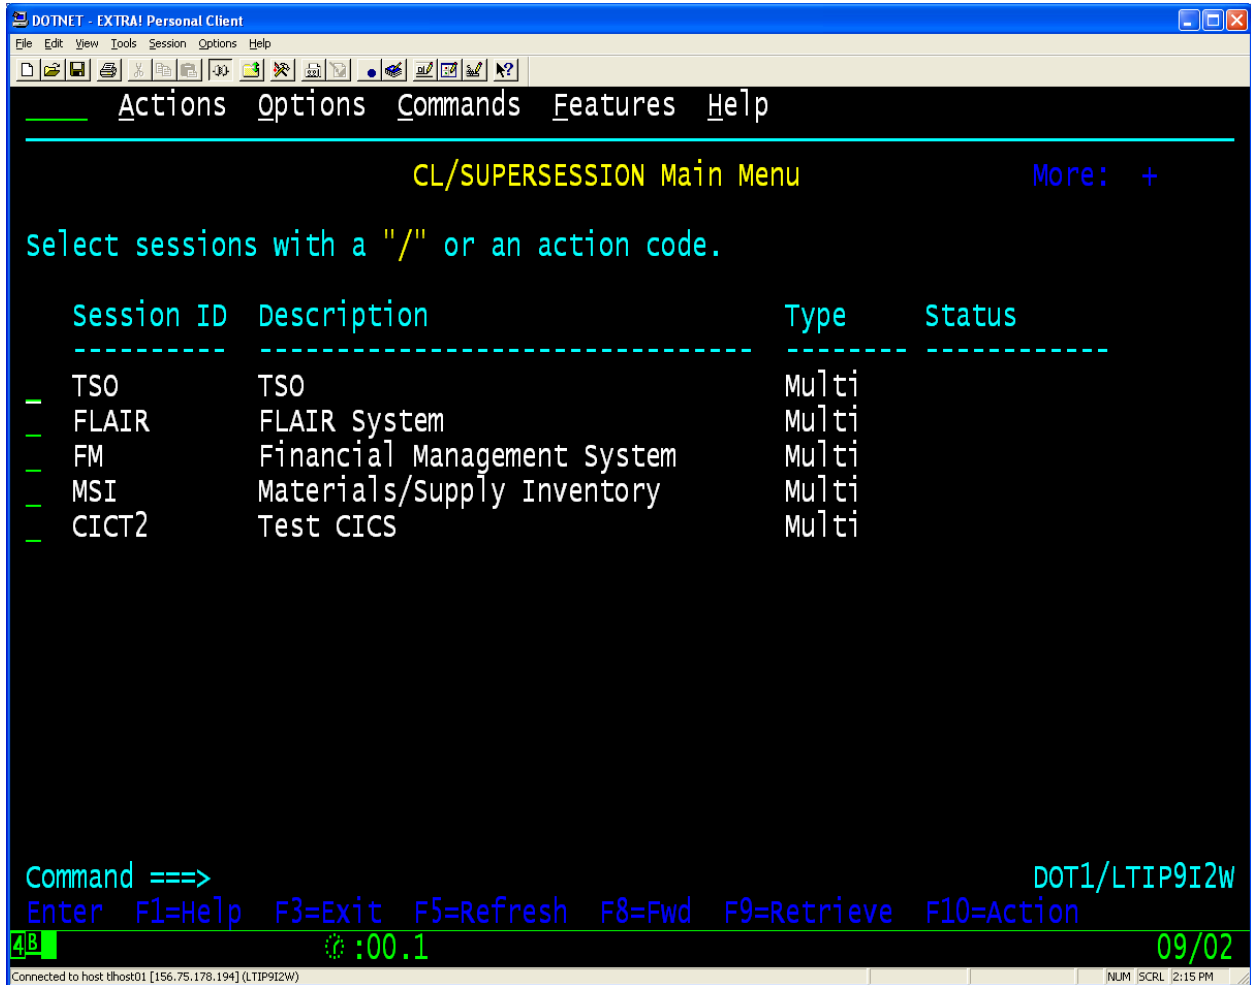 DOTNET - EXTRA! Personal Client
File Edit View Tools Session Options Help
____ Actions Options Commands Features Help
CL/SUPERSESSION Main Menu More: +
Select sessions with a "/" or an action code.
Session ID Description Type Status
---------- -------------------------------- -------- ------------
_ TSO TSO Multi
_ FLAIR FLAIR System Multi
_ FM Financial Management System Multi
_ MSI Materials/Supply Inventory Multi
_ CICT2 Test CICS Multi
Command ===> DOT1/LTIP9I2W
Enter F1=Help F3=Exit F5=Refresh F8=Fwd F9=Retrieve F10=Action
4B :00.1 09/02
Connected to host tlhost01 [156.75.178.194] (LTIP9I2W) NUM SCRL 2:15 PM